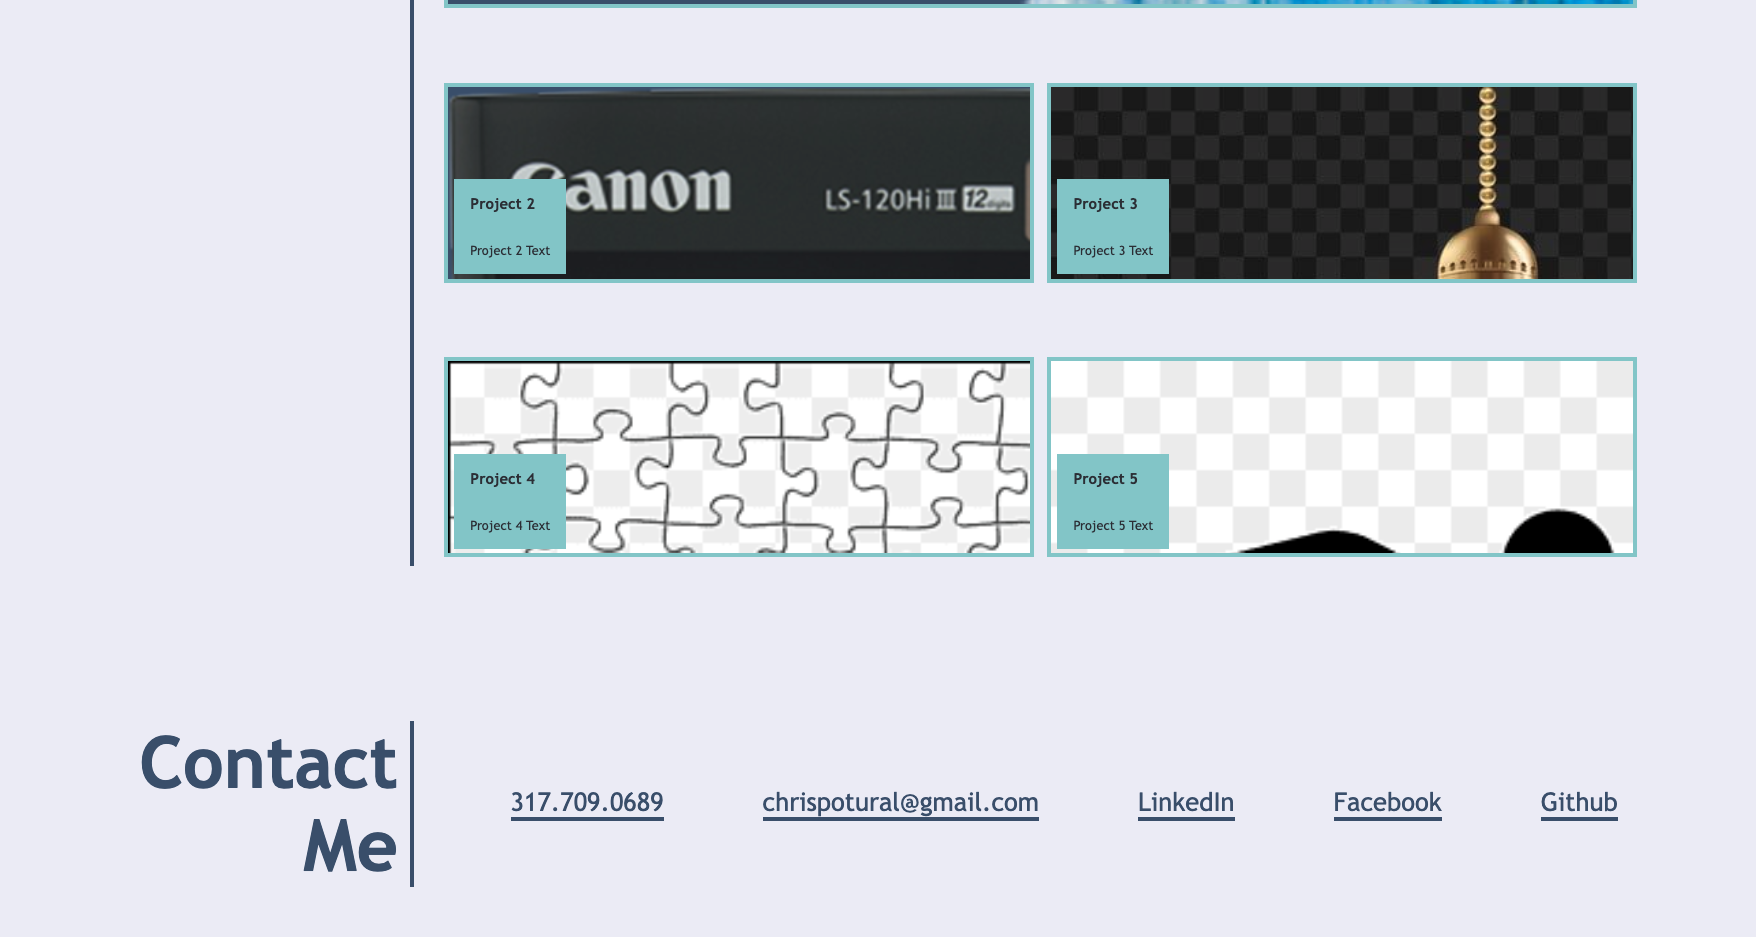 Canon
LS-120Hi III 12 digits
Project 2
Project 2 Text
Project 3
Project 3 Text
Project 4
Project 4 Text
Project 5
Project 5 Text
Contact
Me
317.709.0689
chrispotural@gmail.com
LinkedIn
Facebook
Github